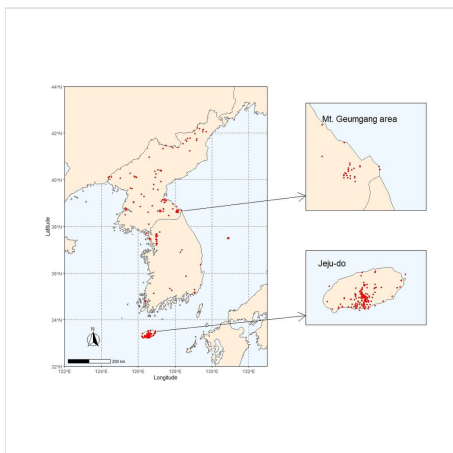 44°N
42°N
40°N
38°N
36°N
34°N
32°N
Latitude
N
200 km
122°E
124°E
126°E
128°E
130°E
132°E
Longitude
Mt. Geumgang area
Jeju-do